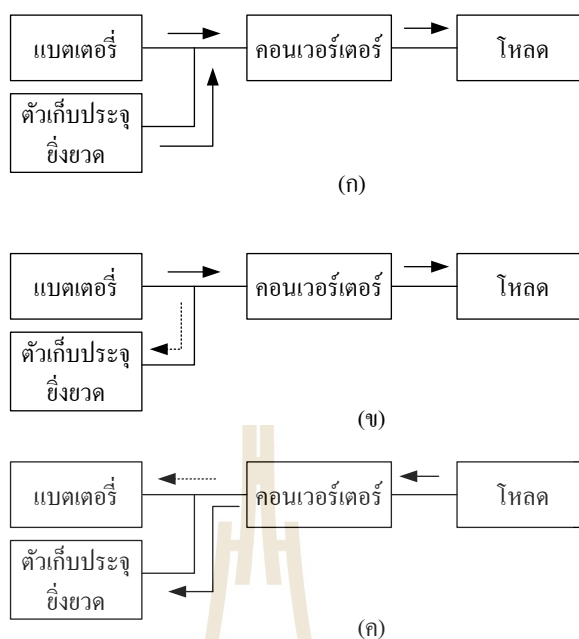 แบตเตอรี่ คอนเวอร์เตอร์ โหลด
ตัวเก็บประจุ
ยิ่งยวด
(ก)
แบตเตอรี่ คอนเวอร์เตอร์ โหลด
ตัวเก็บประจุ
ยิ่งยวด
(ข)
แบตเตอรี่ คอนเวอร์เตอร์ โหลด
ตัวเก็บประจุ
ยิ่งยวด
(ค)